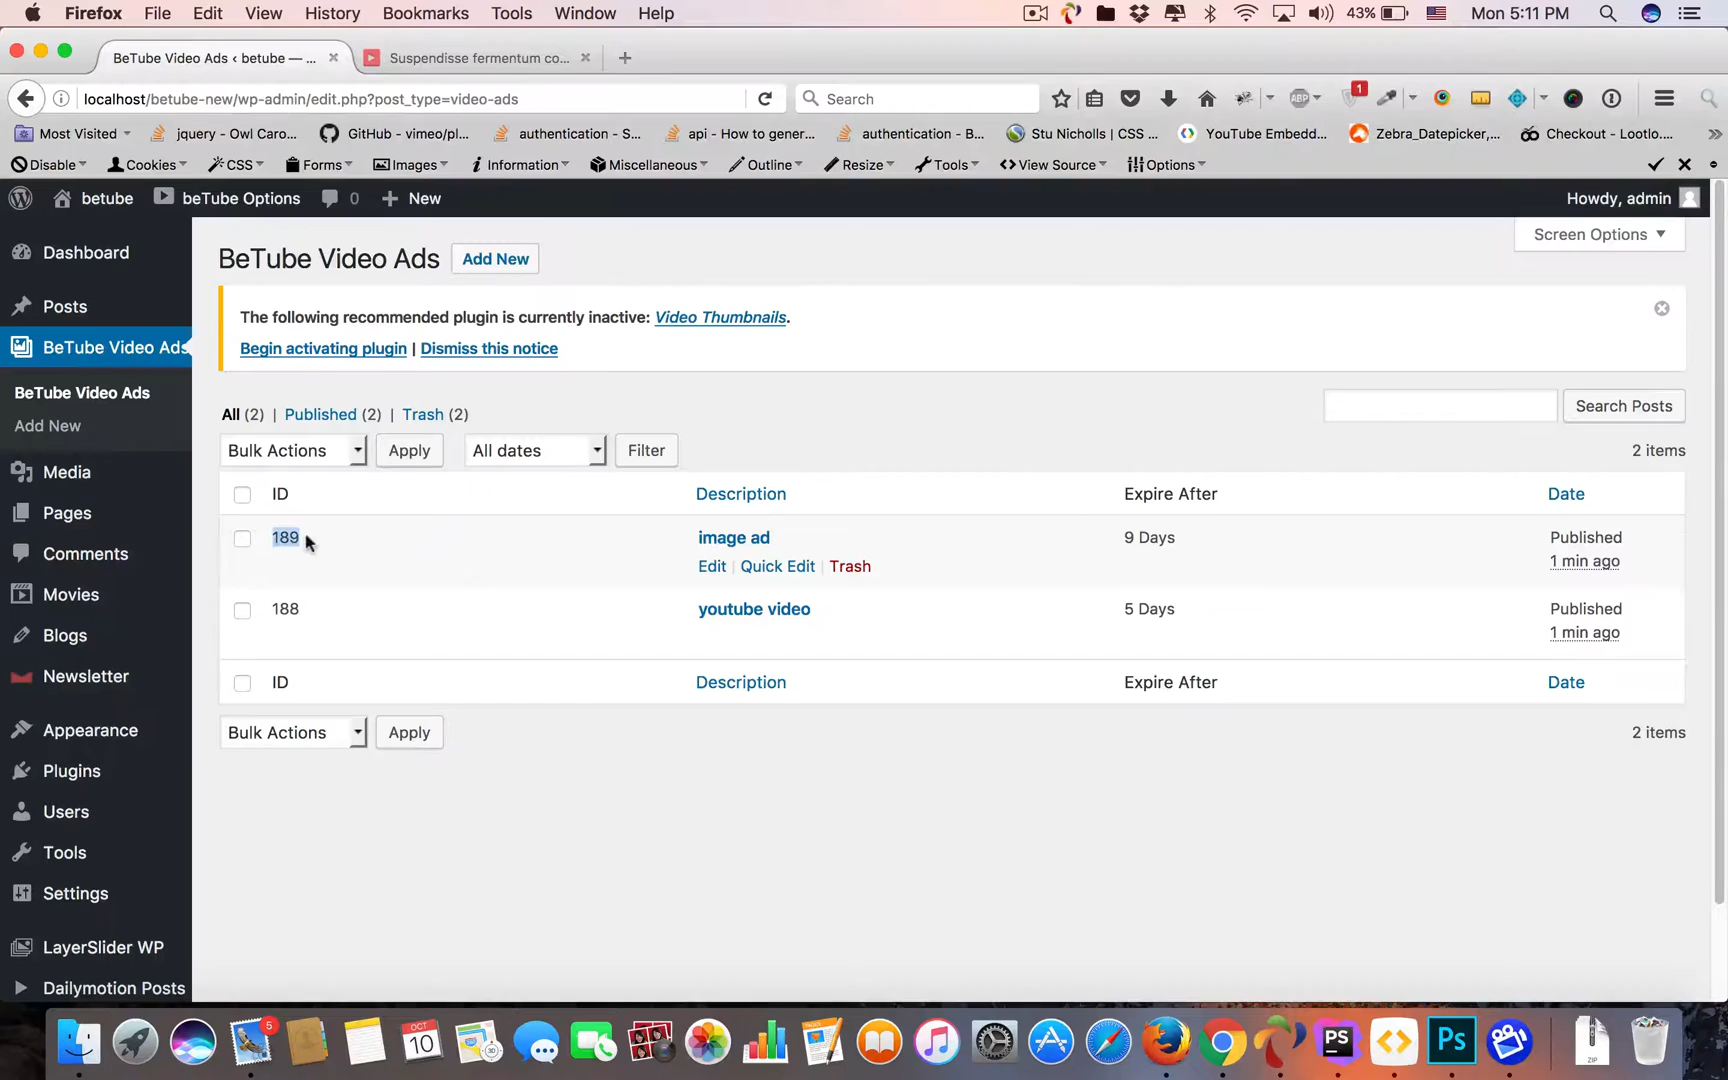 Firefox File Edit View History Bookmarks Tools Window Help 43% Mon 5:11 PM
BeTube Video Ads ‹ betube — ... Suspendisse fermentum co...
localhost/betube-new/wp-admin/edit.php?post_type=video-ads Search ABP 1
Most Visited jquery - Owl Caro... GitHub - vimeo/pl... authentication - S... api - How to gener... authentication - B... Stu Nicholls | CSS ... YouTube Embedd... Zebra_Datepicker,... Checkout - Lootlo....
Disable Cookies CSS Forms Images Information Miscellaneous Outline Resize Tools View Source Options
betube beTube Options 0 New Howdy, admin
Screen Options
Dashboard
Posts
BeTube Video Ads
BeTube Video Ads
Add New
Media
Pages
Comments
Movies
Blogs
Newsletter
Appearance
Plugins
Users
Tools
Settings
LayerSlider WP
Dailymotion Posts
BeTube Video Ads Add New
The following recommended plugin is currently inactive: Video Thumbnails.
Begin activating plugin | Dismiss this notice
All (2) | Published (2) | Trash (2)
Search Posts
Bulk Actions Apply All dates Filter 2 items
ID Description Expire After Date
189 image ad 9 Days Published
Edit | Quick Edit | Trash 1 min ago
188 youtube video 5 Days Published
1 min ago
ID Description Expire After Date
Bulk Actions Apply 2 items
5 OCT 10 PS Ps ZIP